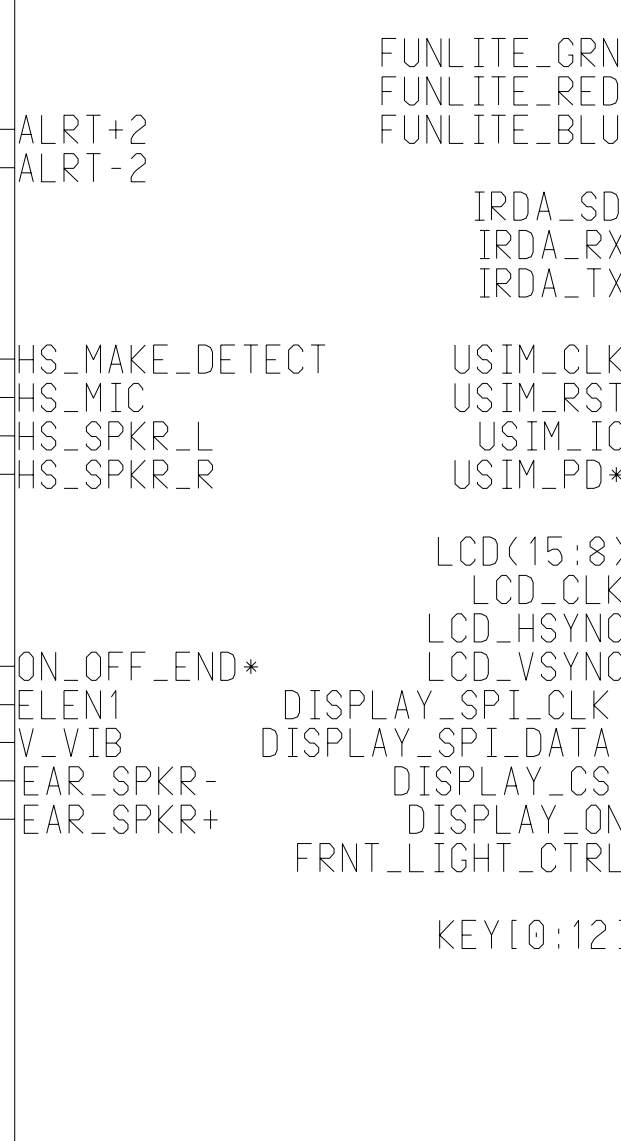 FUNLITE_GRN
FUNLITE_RED
ALRT+2 FUNLITE_BLU
ALRT-2
IRDA_SD
IRDA_RX
IRDA_TX
HS_MAKE_DETECT USIM_CLK
HS_MIC USIM_RST
HS_SPKR_L USIM_IO
HS_SPKR_R USIM_PD*
LCD(15:8)
LCD_CLK
LCD_HSYNC
ON_OFF_END* LCD_VSYNC
ELEN1 DISPLAY_SPI_CLK
V_VIB DISPLAY_SPI_DATA
EAR_SPKR- DISPLAY_CS
EAR_SPKR+ DISPLAY_ON
FRNT_LIGHT_CTRL
KEY[0:12]